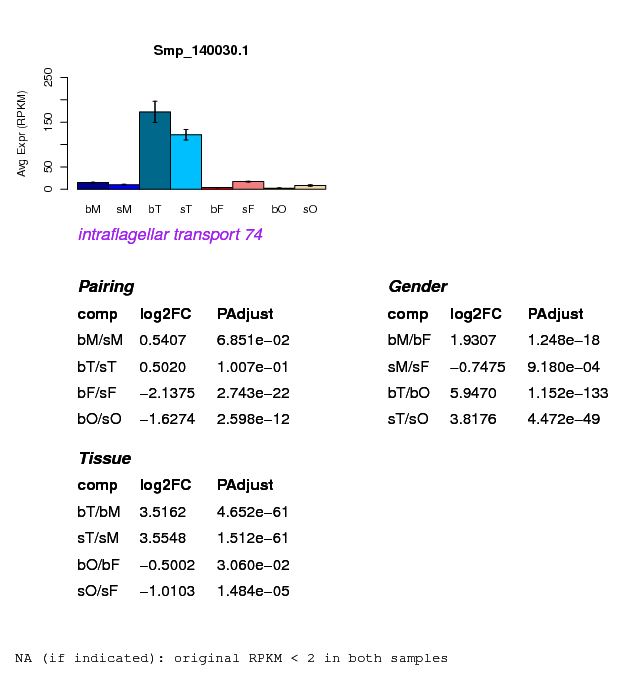 Smp_140030.1
Avg Expr (RPKM)
250
150
50
0
bM sM bT sT bF sF bO sO
intraflagellar transport 74
Pairing
comp log2FC PAdjust
bM/sM 0.5407 6.851e−02
bT/sT 0.5020 1.007e−01
bF/sF −2.1375 2.743e−22
bO/sO −1.6274 2.598e−12
Gender
comp log2FC PAdjust
bM/bF 1.9307 1.248e−18
sM/sF −0.7475 9.180e−04
bT/bO 5.9470 1.152e−133
sT/sO 3.8176 4.472e−49
Tissue
comp log2FC PAdjust
bT/bM 3.5162 4.652e−61
sT/sM 3.5548 1.512e−61
bO/bF −0.5002 3.060e−02
sO/sF −1.0103 1.484e−05
NA (if indicated): original RPKM < 2 in both samples